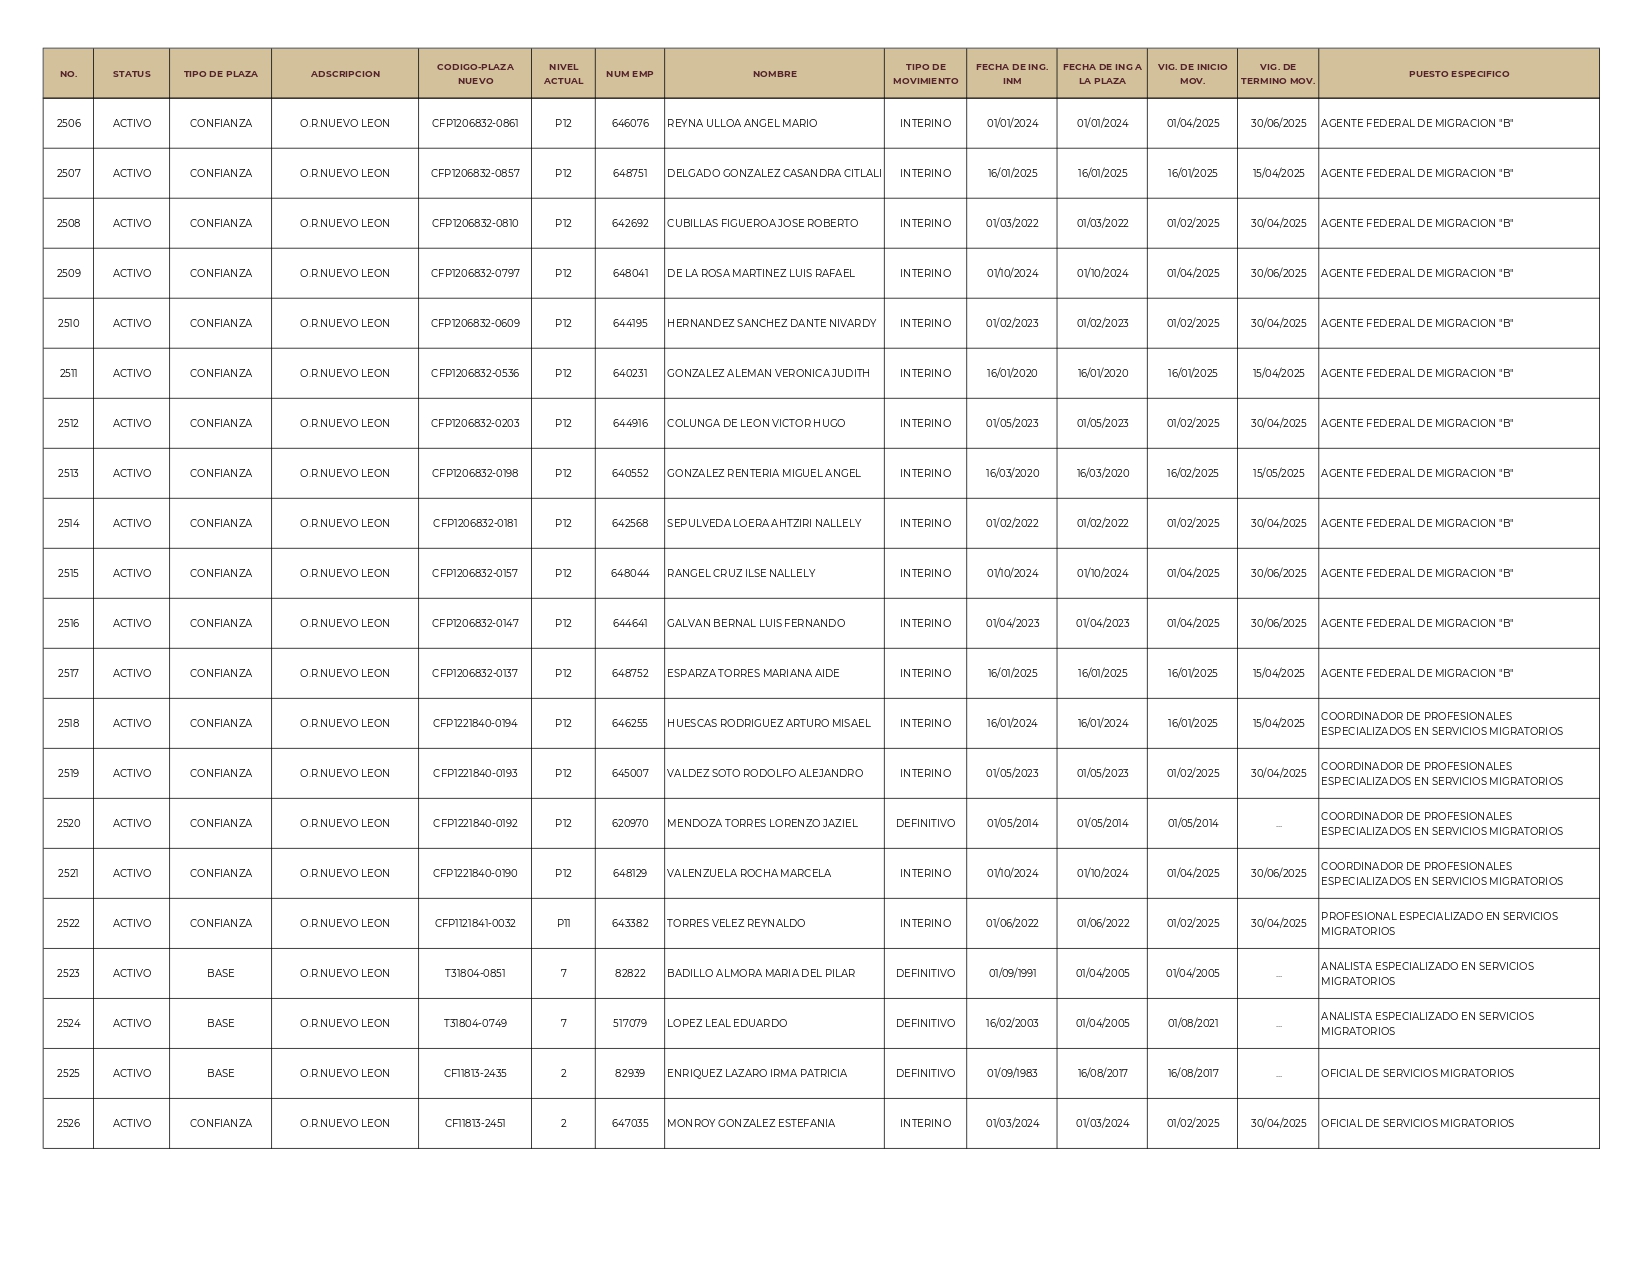 NO. STATUS TIPO DE PLAZA ADSCRIPCION CODIGO-PLAZA NUEVO NIVEL ACTUAL NUM EMP NOMBRE TIPO DE MOVIMIENTO FECHA DE ING. INM FECHA DE ING A LA PLAZA VIG. DE INICIO MOV. VIG. DE TERMINO MOV. PUESTO ESPECIFICO
2506 ACTIVO CONFIANZA O.R.NUEVO LEON CFP1206832-0861 P12 646076 REYNA ULLOA ANGEL MARIO INTERINO 01/01/2024 01/01/2024 01/04/2025 30/06/2025 AGENTE FEDERAL DE MIGRACION "B"
2507 ACTIVO CONFIANZA O.R.NUEVO LEON CFP1206832-0857 P12 648751 DELGADO GONZALEZ CASANDRA CITLALI INTERINO 16/01/2025 16/01/2025 16/01/2025 15/04/2025 AGENTE FEDERAL DE MIGRACION "B"
2508 ACTIVO CONFIANZA O.R.NUEVO LEON CFP1206832-0810 P12 642692 CUBILLAS FIGUEROA JOSE ROBERTO INTERINO 01/03/2022 01/03/2022 01/02/2025 30/04/2025 AGENTE FEDERAL DE MIGRACION "B"
2509 ACTIVO CONFIANZA O.R.NUEVO LEON CFP1206832-0797 P12 648041 DE LA ROSA MARTINEZ LUIS RAFAEL INTERINO 01/10/2024 01/10/2024 01/04/2025 30/06/2025 AGENTE FEDERAL DE MIGRACION "B"
2510 ACTIVO CONFIANZA O.R.NUEVO LEON CFP1206832-0609 P12 644195 HERNANDEZ SANCHEZ DANTE NIVARDY INTERINO 01/02/2023 01/02/2023 01/02/2025 30/04/2025 AGENTE FEDERAL DE MIGRACION "B"
2511 ACTIVO CONFIANZA O.R.NUEVO LEON CFP1206832-0536 P12 640231 GONZALEZ ALEMAN VERONICA JUDITH INTERINO 16/01/2020 16/01/2020 16/01/2025 15/04/2025 AGENTE FEDERAL DE MIGRACION "B"
2512 ACTIVO CONFIANZA O.R.NUEVO LEON CFP1206832-0203 P12 644916 COLUNGA DE LEON VICTOR HUGO INTERINO 01/05/2023 01/05/2023 01/02/2025 30/04/2025 AGENTE FEDERAL DE MIGRACION "B"
2513 ACTIVO CONFIANZA O.R.NUEVO LEON CFP1206832-0198 P12 640552 GONZALEZ RENTERIA MIGUEL ANGEL INTERINO 16/03/2020 16/03/2020 16/02/2025 15/05/2025 AGENTE FEDERAL DE MIGRACION "B"
2514 ACTIVO CONFIANZA O.R.NUEVO LEON CFP1206832-0181 P12 642568 SEPULVEDA LOERA AHTZIRI NALLELY INTERINO 01/02/2022 01/02/2022 01/02/2025 30/04/2025 AGENTE FEDERAL DE MIGRACION "B"
2515 ACTIVO CONFIANZA O.R.NUEVO LEON CFP1206832-0157 P12 648044 RANGEL CRUZ ILSE NALLELY INTERINO 01/10/2024 01/10/2024 01/04/2025 30/06/2025 AGENTE FEDERAL DE MIGRACION "B"
2516 ACTIVO CONFIANZA O.R.NUEVO LEON CFP1206832-0147 P12 644641 GALVAN BERNAL LUIS FERNANDO INTERINO 01/04/2023 01/04/2023 01/04/2025 30/06/2025 AGENTE FEDERAL DE MIGRACION "B"
2517 ACTIVO CONFIANZA O.R.NUEVO LEON CFP1206832-0137 P12 648752 ESPARZA TORRES MARIANA AIDE INTERINO 16/01/2025 16/01/2025 16/01/2025 15/04/2025 AGENTE FEDERAL DE MIGRACION "B"
2518 ACTIVO CONFIANZA O.R.NUEVO LEON CFP1221840-0194 P12 646255 HUESCAS RODRIGUEZ ARTURO MISAEL INTERINO 16/01/2024 16/01/2024 16/01/2025 15/04/2025 COORDINADOR DE PROFESIONALES ESPECIALIZADOS EN SERVICIOS MIGRATORIOS
2519 ACTIVO CONFIANZA O.R.NUEVO LEON CFP1221840-0193 P12 645007 VALDEZ SOTO RODOLFO ALEJANDRO INTERINO 01/05/2023 01/05/2023 01/02/2025 30/04/2025 COORDINADOR DE PROFESIONALES ESPECIALIZADOS EN SERVICIOS MIGRATORIOS
2520 ACTIVO CONFIANZA O.R.NUEVO LEON CFP1221840-0192 P12 620970 MENDOZA TORRES LORENZO JAZIEL DEFINITIVO 01/05/2014 01/05/2014 01/05/2014 ... COORDINADOR DE PROFESIONALES ESPECIALIZADOS EN SERVICIOS MIGRATORIOS
2521 ACTIVO CONFIANZA O.R.NUEVO LEON CFP1221840-0190 P12 648129 VALENZUELA ROCHA MARCELA INTERINO 01/10/2024 01/10/2024 01/04/2025 30/06/2025 COORDINADOR DE PROFESIONALES ESPECIALIZADOS EN SERVICIOS MIGRATORIOS
2522 ACTIVO CONFIANZA O.R.NUEVO LEON CFP1121841-0032 P11 643382 TORRES VELEZ REYNALDO INTERINO 01/06/2022 01/06/2022 01/02/2025 30/04/2025 PROFESIONAL ESPECIALIZADO EN SERVICIOS MIGRATORIOS
2523 ACTIVO BASE O.R.NUEVO LEON T31804-0851 7 82822 BADILLO ALMORA MARIA DEL PILAR DEFINITIVO 01/09/1991 01/04/2005 01/04/2005 ... ANALISTA ESPECIALIZADO EN SERVICIOS MIGRATORIOS
2524 ACTIVO BASE O.R.NUEVO LEON T31804-0749 7 517079 LOPEZ LEAL EDUARDO DEFINITIVO 16/02/2003 01/04/2005 01/08/2021 ... ANALISTA ESPECIALIZADO EN SERVICIOS MIGRATORIOS
2525 ACTIVO BASE O.R.NUEVO LEON CF11813-2435 2 82939 ENRIQUEZ LAZARO IRMA PATRICIA DEFINITIVO 01/09/1983 16/08/2017 16/08/2017 ... OFICIAL DE SERVICIOS MIGRATORIOS
2526 ACTIVO CONFIANZA O.R.NUEVO LEON CF11813-2451 2 647035 MONROY GONZALEZ ESTEFANIA INTERINO 01/03/2024 01/03/2024 01/02/2025 30/04/2025 OFICIAL DE SERVICIOS MIGRATORIOS